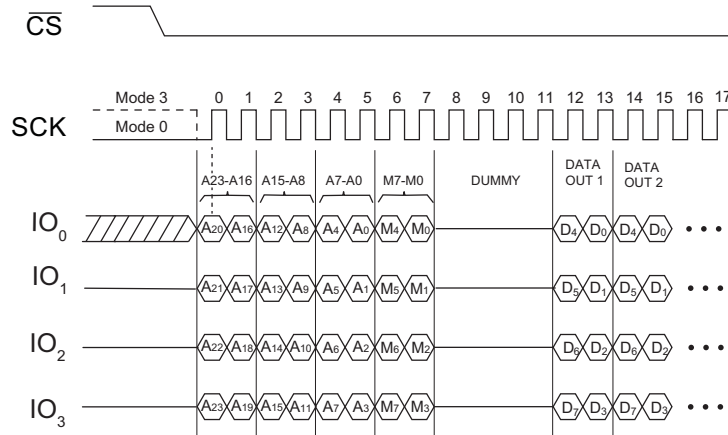 CS
Mode 3
0 1 2 3 4 5 6 7 8 9 10 11 12 13 14 15 16 17
SCK
Mode 0
A23-A16 A15-A8 A7-A0 M7-M0 DUMMY DATA OUT 1 DATA OUT 2
IO0 A20 A16 A12 A8 A4 A0 M4 M0 D4 D0 D4 D0 • • •
IO1 A21 A17 A13 A9 A5 A1 M5 M1 D5 D1 D5 D1 • • •
IO2 A22 A18 A14 A10 A6 A2 M6 M2 D6 D2 D6 D2 • • •
IO3 A23 A19 A15 A11 A7 A3 M7 M3 D7 D3 D7 D3 • • •